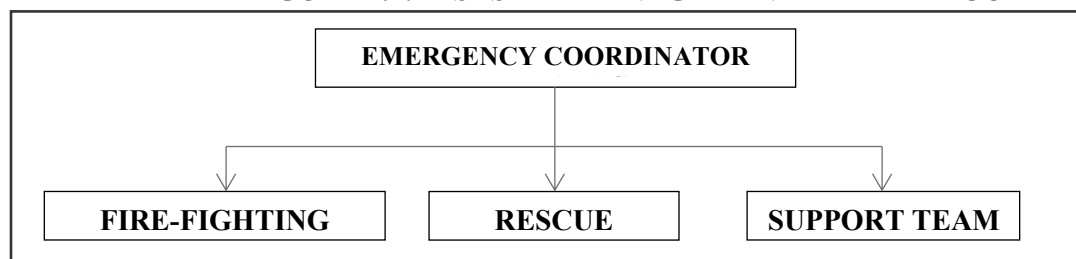 EMERGENCY COORDINATOR
FIRE-FIGHTING
RESCUE
SUPPORT TEAM